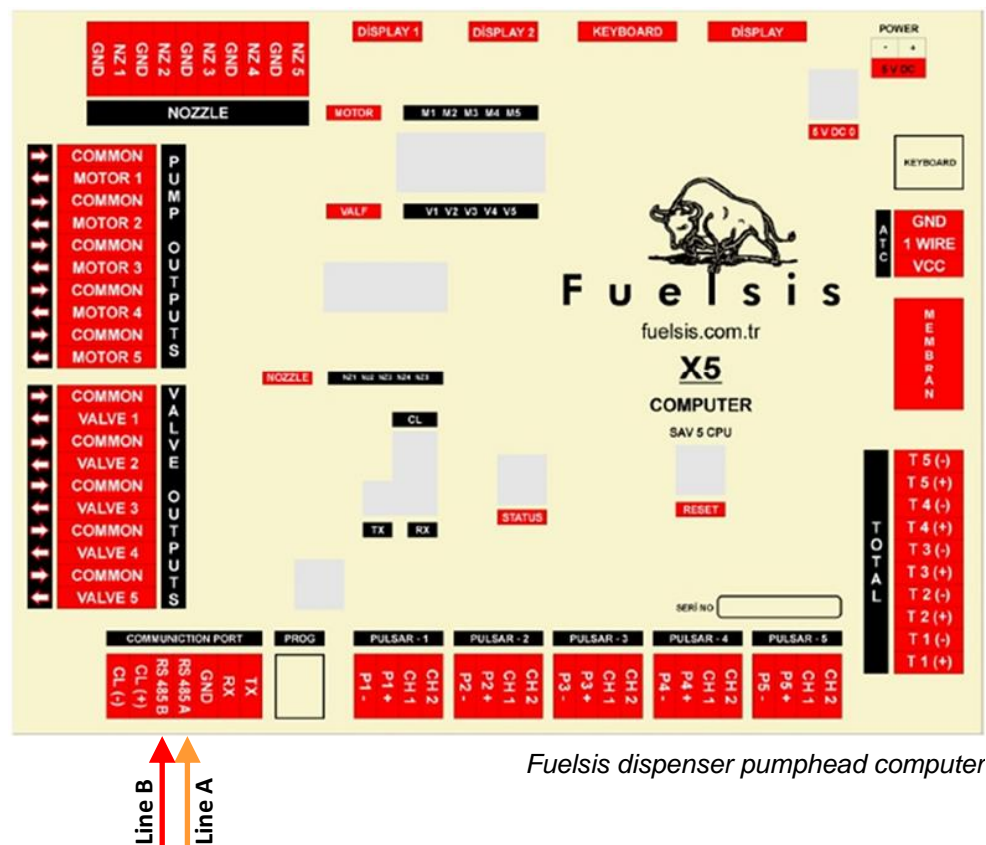 DİSPLAY 1
DİSPLAY 2
KEYBOARD
DİSPLAY
POWER
- +
5 V DC
GND
NZ 1
GND
NZ 2
GND
NZ 3
GND
NZ 4
GND
NZ 5
NOZZLE
MOTOR
M1 M2 M3 M4 M5
5 V DC 0
KEYBOARD
COMMON
MOTOR 1
COMMON
MOTOR 2
COMMON
MOTOR 3
COMMON
MOTOR 4
COMMON
MOTOR 5
PUMP OUTPUTS
VALF
V1 V2 V3 V4 V5
ATC
GND
1 WIRE
VCC
Fuelsis
fuelsis.com.tr
X5
COMPUTER
SAV 5 CPU
MEMBRAN
NOZZLE
NZ1 NZ2 NZ3 NZ4 NZ5
CL
COMMON
VALVE 1
COMMON
VALVE 2
COMMON
VALVE 3
COMMON
VALVE 4
COMMON
VALVE 5
VALVE OUTPUTS
TX
RX
STATUS
RESET
TOTAL
T 5 (-)
T 5 (+)
T 4 (-)
T 4 (+)
T 3 (-)
T 3 (+)
T 2 (-)
T 2 (+)
T 1 (-)
T 1 (+)
SERİ NO
COMMUNICTION PORT
CL (-)
CL (+)
RS 485 B
RS 485 A
GND
RX
TX
PROG
PULSAR - 1
P1 -
P1 +
CH 1
CH 2
PULSAR - 2
P2 -
P2 +
CH 1
CH 2
PULSAR - 3
P3 -
P3 +
CH 1
CH 2
PULSAR - 4
P4 -
P4 +
CH 1
CH 2
PULSAR - 5
P5 -
P5 +
CH 1
CH 2
Line B
Line A
Fuelsis dispenser pumphead computer